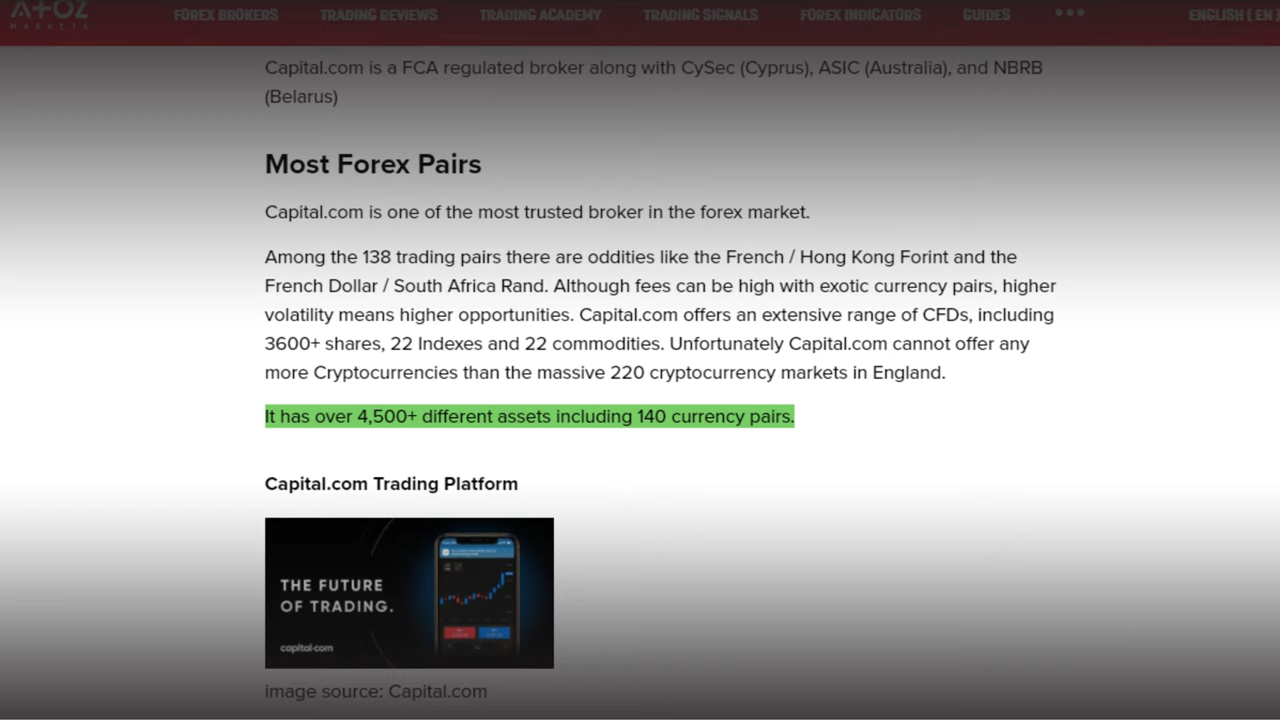 A+OZ
MARKETS
FOREX BROKERS
TRADING REVIEWS
TRADING ACADEMY
TRADING SIGNALS
FOREX INDICATORS
GUIDES
ENGLISH ( EN )
Capital.com is a FCA regulated broker along with CySec (Cyprus), ASIC (Australia), and NBRB
(Belarus)
Most Forex Pairs
Capital.com is one of the most trusted broker in the forex market.
Among the 138 trading pairs there are oddities like the French / Hong Kong Forint and the
French Dollar / South Africa Rand. Although fees can be high with exotic currency pairs, higher
volatility means higher opportunities. Capital.com offers an extensive range of CFDs, including
3600+ shares, 22 Indexes and 22 commodities. Unfortunately Capital.com cannot offer any
more Cryptocurrencies than the massive 220 cryptocurrency markets in England.
It has over 4,500+ different assets including 140 currency pairs.
Capital.com Trading Platform
THE FUTURE
OF TRADING.
capital.com
image source: Capital.com